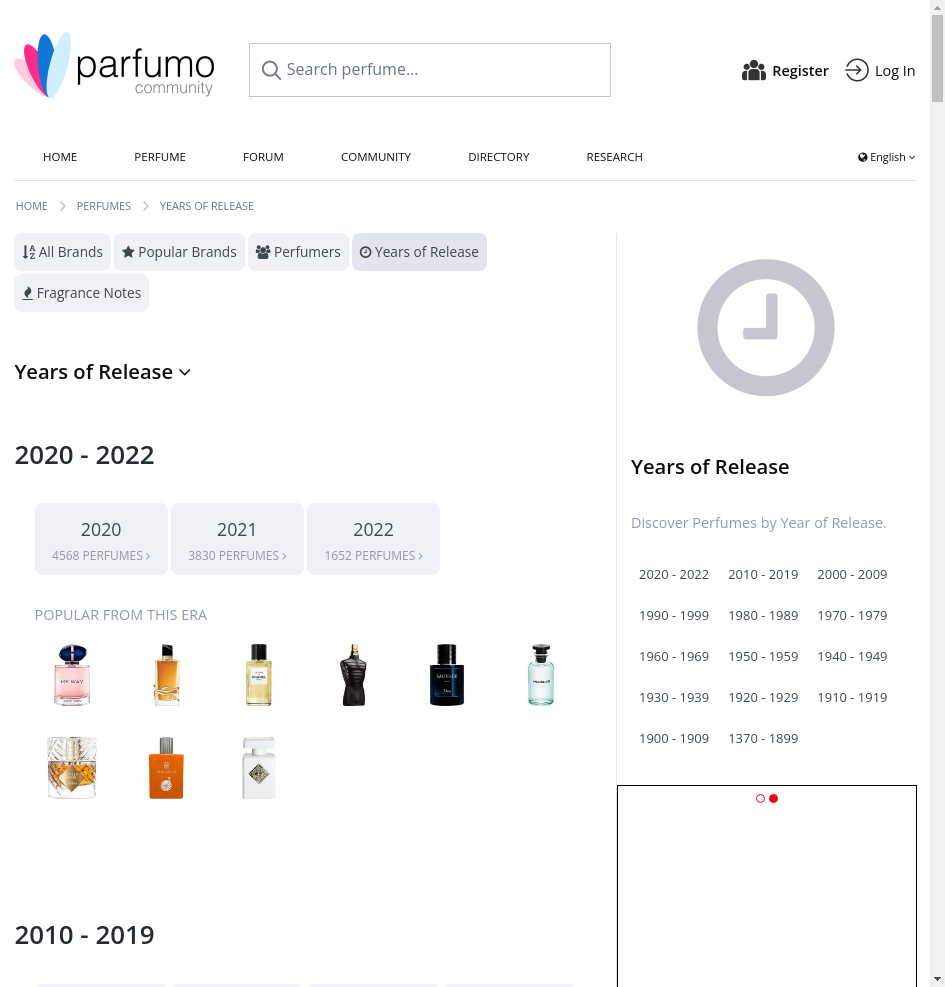 parfumo
community
Search perfume...
Register
Log In
HOME
PERFUME
FORUM
COMMUNITY
DIRECTORY
RESEARCH
English
HOME
PERFUMES
YEARS OF RELEASE
All Brands
Popular Brands
Perfumers
Years of Release
Fragrance Notes
Years of Release
2020 - 2022
2020
4568 PERFUMES
2021
3830 PERFUMES
2022
1652 PERFUMES
POPULAR FROM THIS ERA
MY WAY
SAUVAGE
Dior
2010 - 2019
Years of Release
Discover Perfumes by Year of Release.
2020 - 2022
2010 - 2019
2000 - 2009
1990 - 1999
1980 - 1989
1970 - 1979
1960 - 1969
1950 - 1959
1940 - 1949
1930 - 1939
1920 - 1929
1910 - 1919
1900 - 1909
1370 - 1899